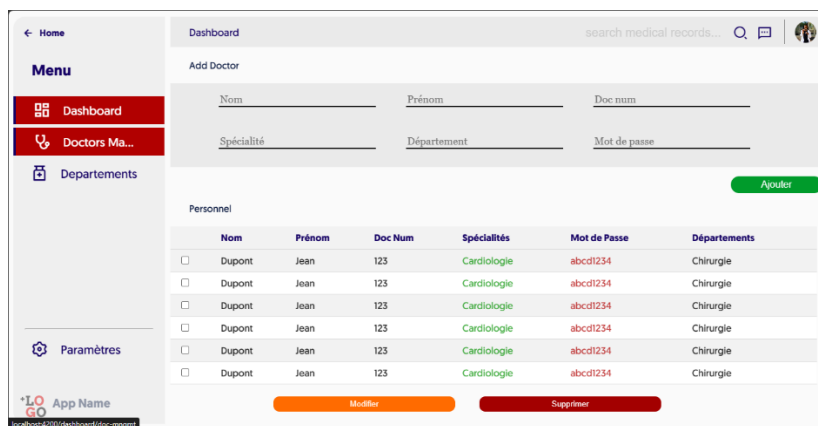 ← Home
Menu
Dashboard
Doctors Ma...
Departements
Paramètres
+LO
GO
App Name
localhost:4200/dashboard/doc-mngmt
Dashboard
search medical records...
Add Doctor
Nom Prénom Doc num
Spécialité Département Mot de passe
Ajouter
Personnel
Nom Prénom Doc Num Spécialités Mot de Passe Départements
Dupont Jean 123 Cardiologie abcd1234 Chirurgie
Dupont Jean 123 Cardiologie abcd1234 Chirurgie
Dupont Jean 123 Cardiologie abcd1234 Chirurgie
Dupont Jean 123 Cardiologie abcd1234 Chirurgie
Dupont Jean 123 Cardiologie abcd1234 Chirurgie
Dupont Jean 123 Cardiologie abcd1234 Chirurgie
Modifier Supprimer